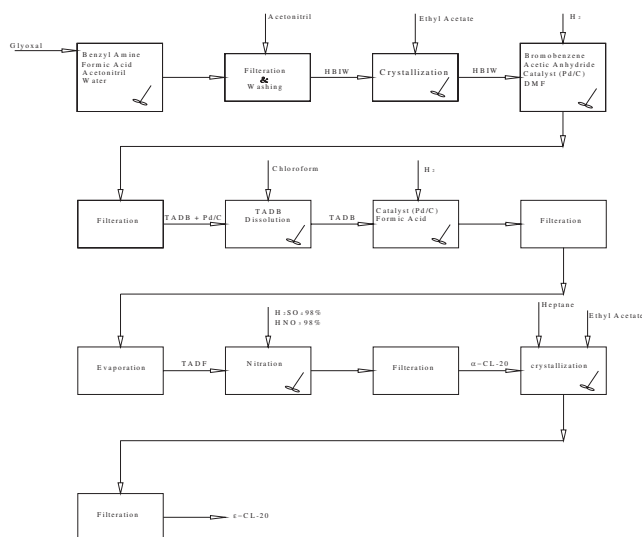 Acetonitril
Ethyl Acetate
H₂
Glyoxal
Benzyl Amine
Formic Acid
Acetonitril
Water
Filteration
&
Washing
HBIW
Crystallization
HBIW
Bromobenzene
Acetic Anhydride
Catalyst (Pd/C)
DMF
Chloroform
H₂
Filteration
TADB + Pd/C
TADB
Dissolution
TADB
Catalyst (Pd/C)
Formic Acid
Filteration
H₂SO₄ 98%
HNO₃ 98%
Heptane
Ethyl Acetate
Evaporation
TADF
Nitration
Filteration
α-CL-20
crystallization
Filteration
ε-CL-20